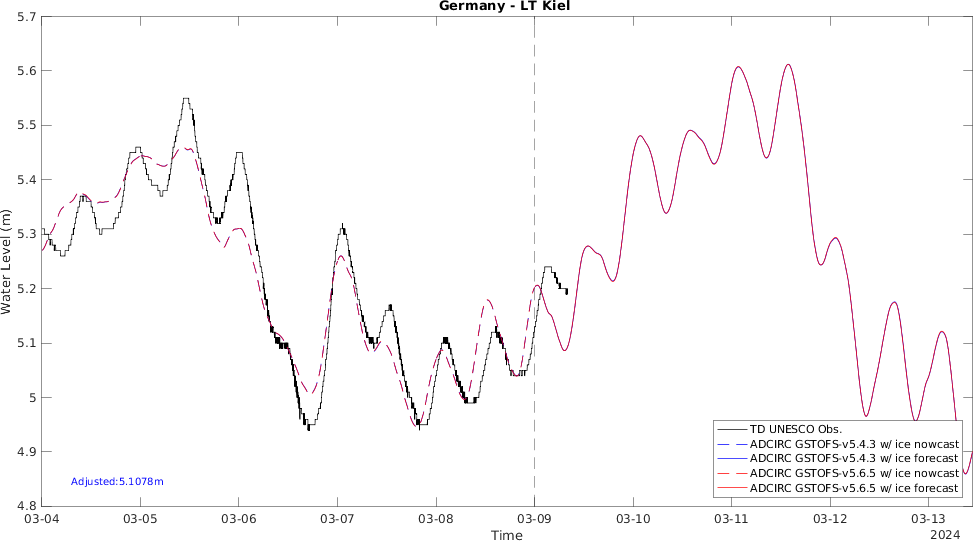 Germany - LT Kiel
5.7
5.6
5.5
5.4
5.3
5.2
5.1
5
4.9
4.8
Water Level (m)
Adjusted:5.1078m
TD UNESCO Obs.
ADCIRC GSTOFS-v5.4.3 w/ ice nowcast
ADCIRC GSTOFS-v5.4.3 w/ ice forecast
ADCIRC GSTOFS-v5.6.5 w/ ice nowcast
ADCIRC GSTOFS-v5.6.5 w/ ice forecast
03-04 03-05 03-06 03-07 03-08 03-09 03-10 03-11 03-12 03-13
Time
2024